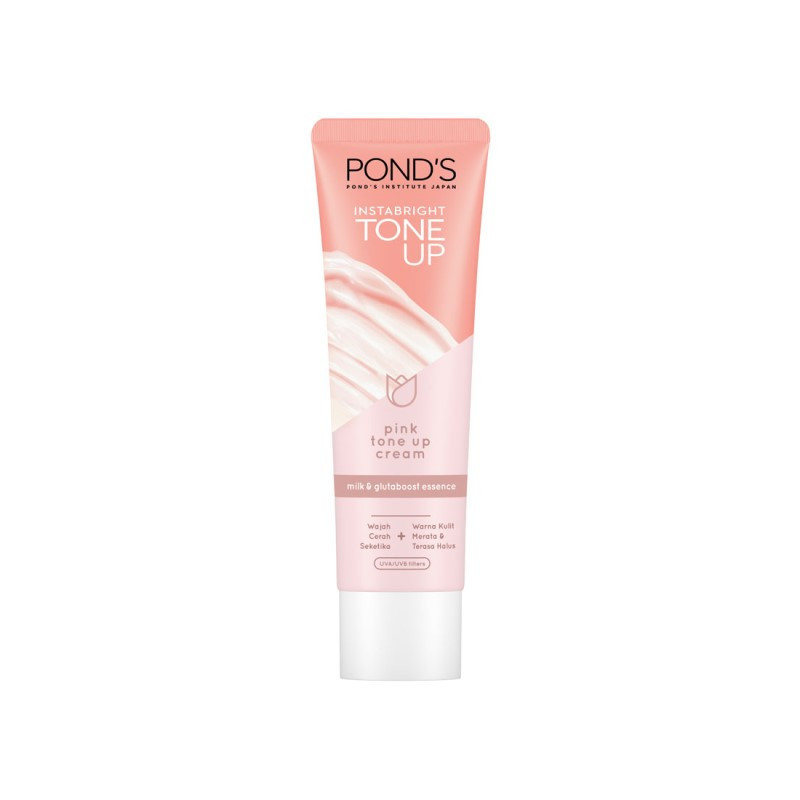 POND'S
POND'S INSTITUTE JAPAN
INSTABRIGHT
TONE
UP
pink
tone up
cream
milk & glutaboost essence
Wajah
Cerah
Seketika
+
Warna Kulit
Merata &
Terasa Halus
UVA/UVB filters